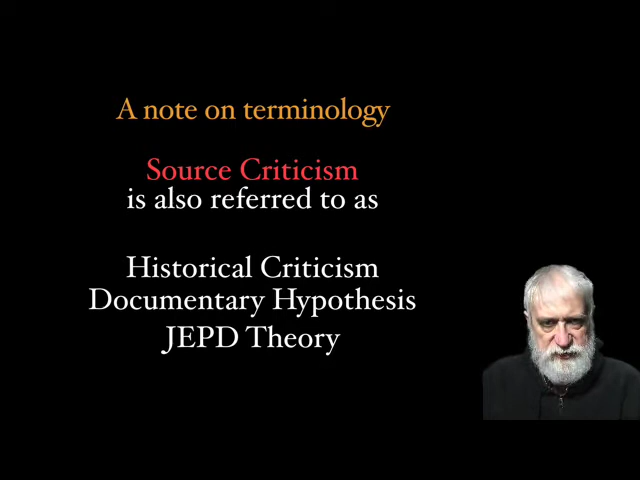 A note on terminology
Source Criticism
is also referred to as
Historical Criticism
Documentary Hypothesis
JEPD Theory